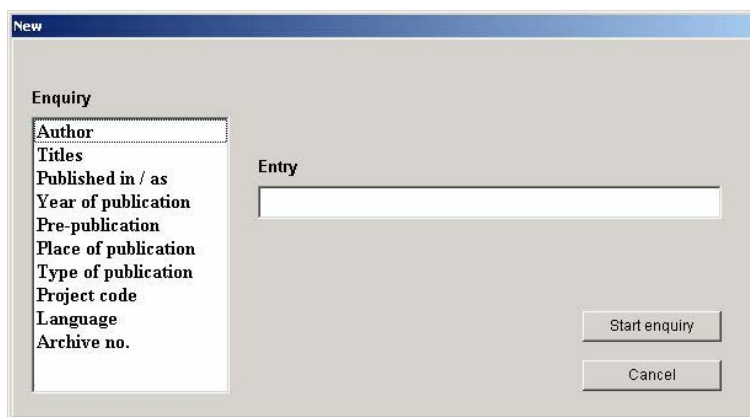 New
Enquiry
Author
Titles
Published in / as
Year of publication
Pre-publication
Place of publication
Type of publication
Project code
Language
Archive no.
Entry
Start enquiry
Cancel